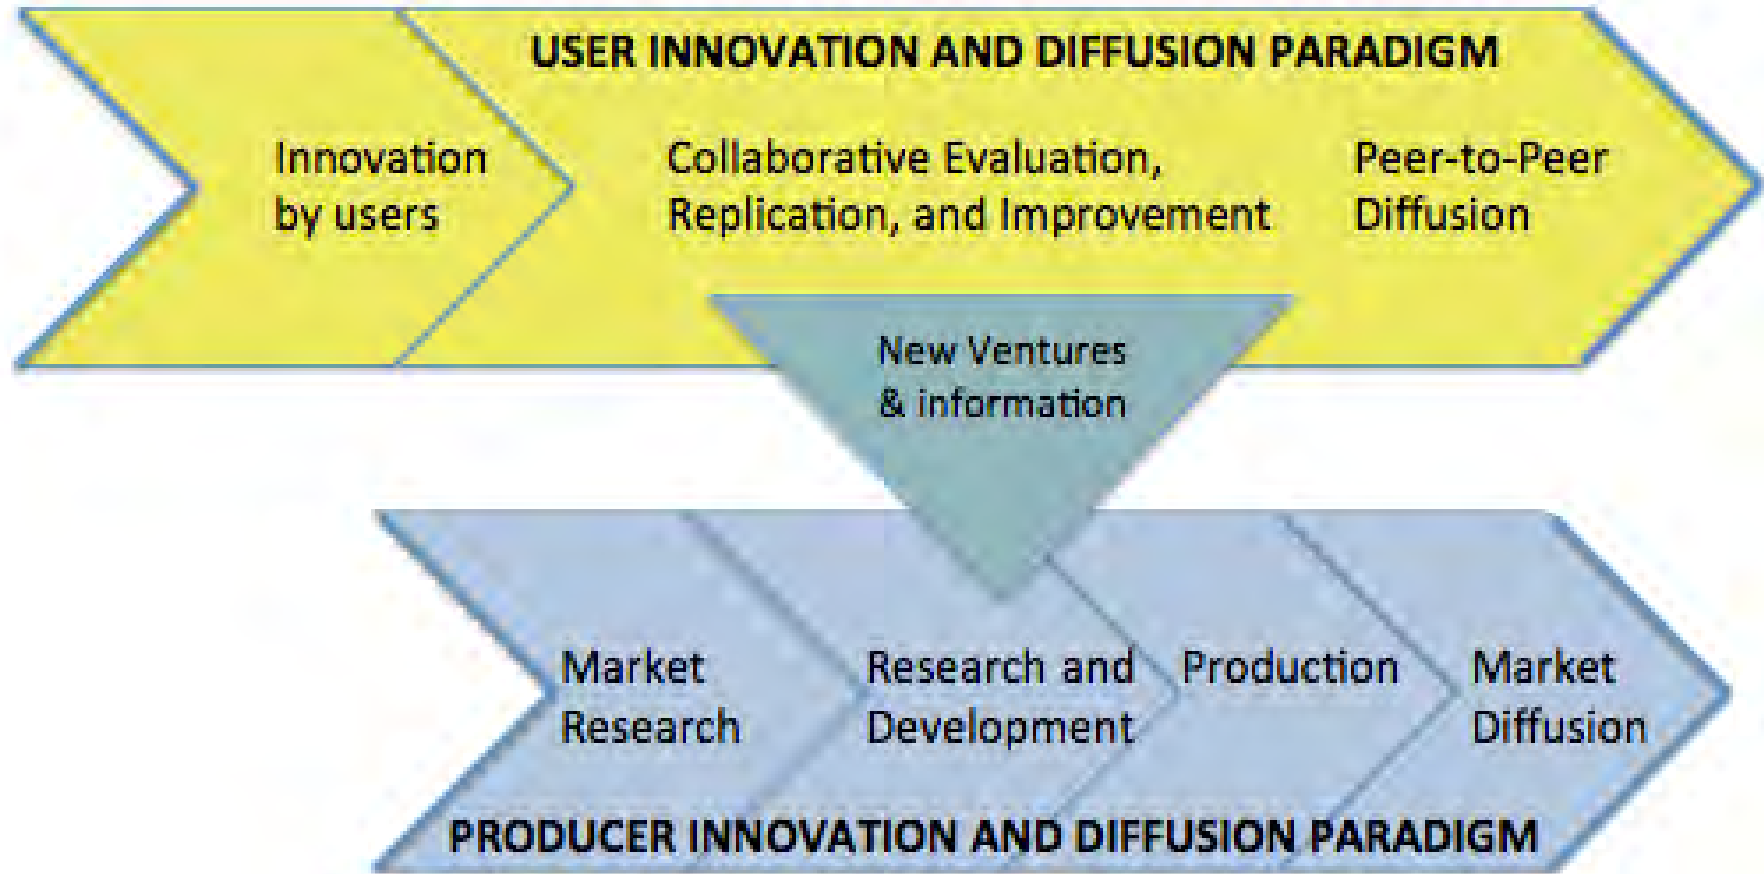 USER INNOVATION AND DIFFUSION PARADIGM
Innovation
by users
Collaborative Evaluation,
Replication, and Improvement
Peer-to-Peer
Diffusion
New Ventures
& information
Market
Research
Research and
Development
Production
Market
Diffusion
PRODUCER INNOVATION AND DIFFUSION PARADIGM